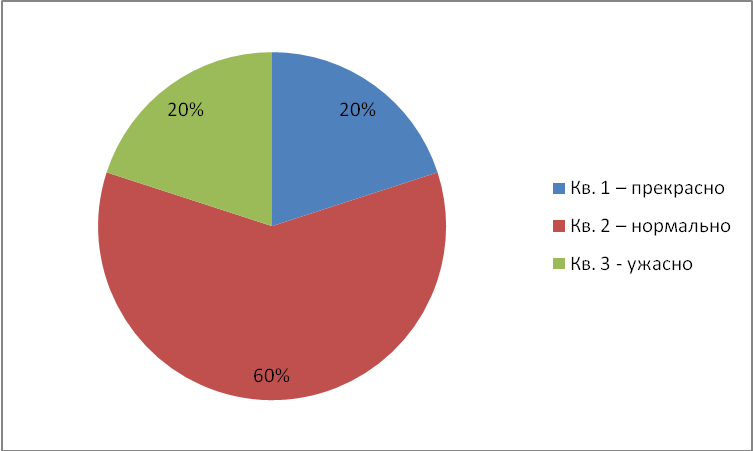 20%
20%
60%
Кв. 1 – прекрасно
Кв. 2 – нормально
Кв. 3 - ужасно